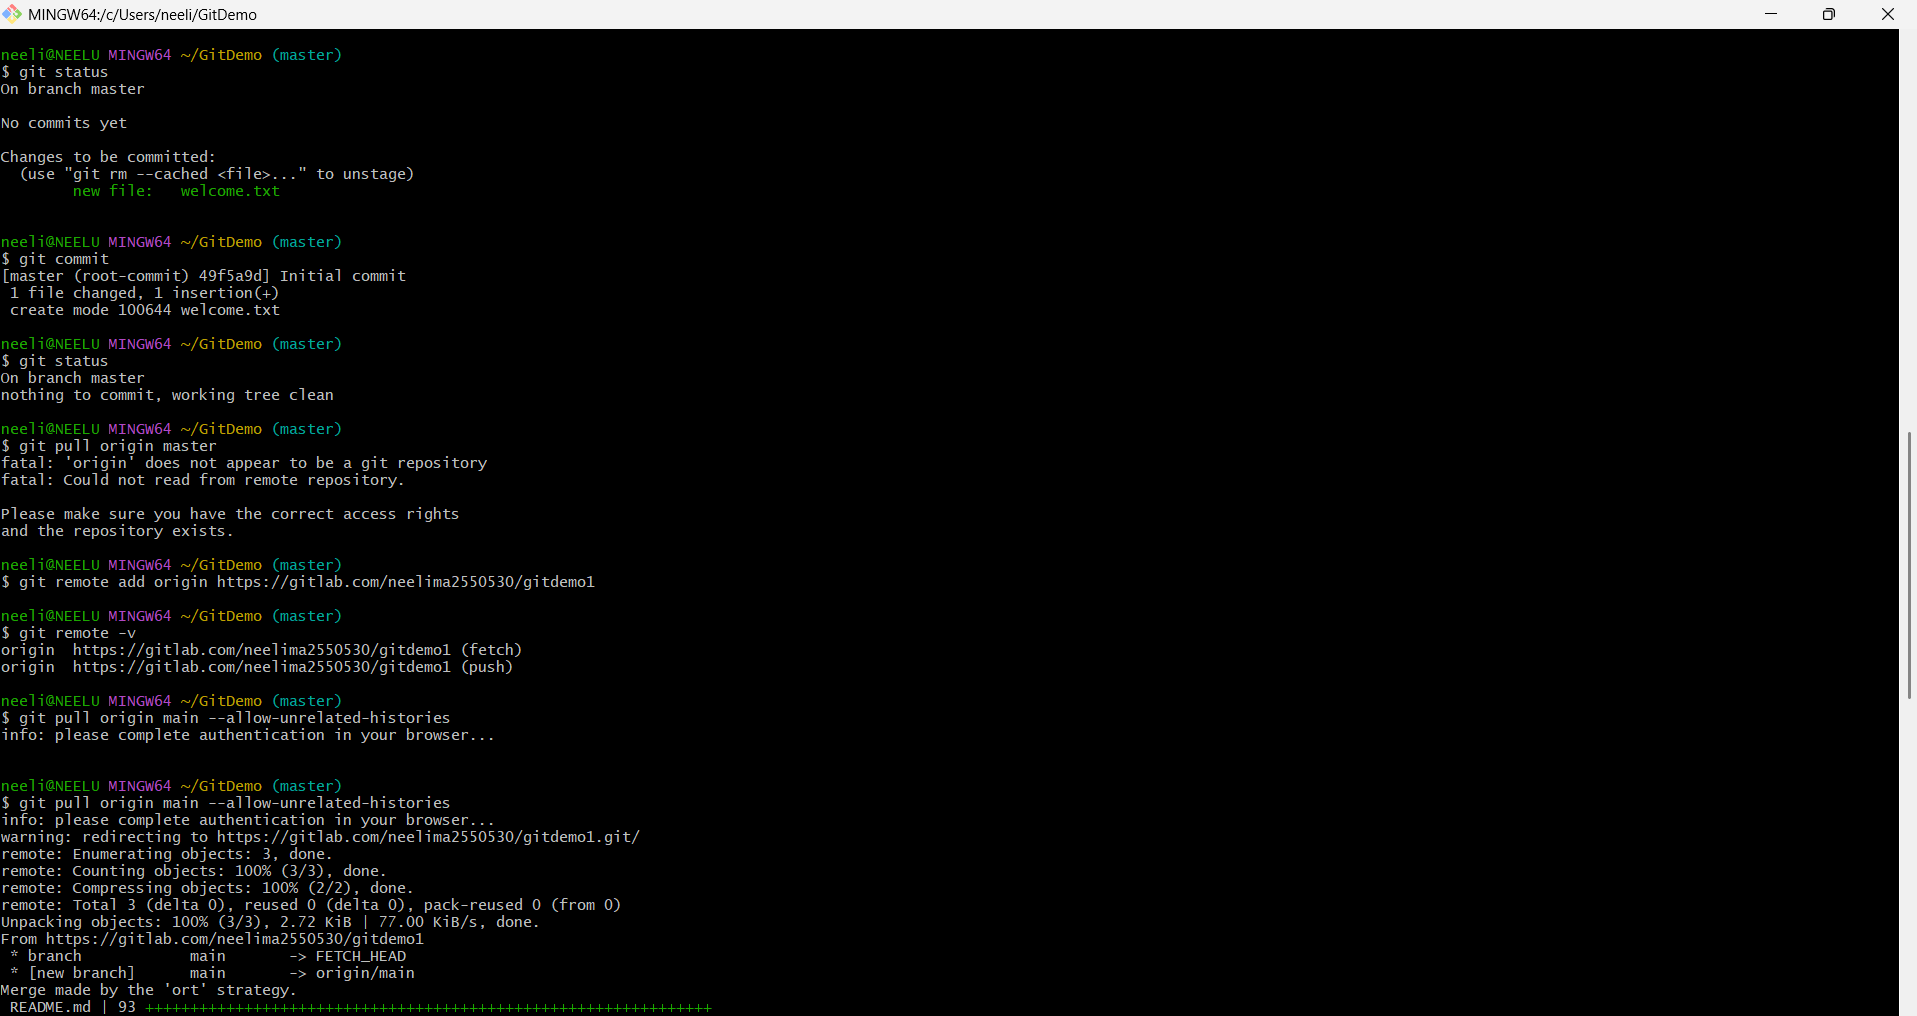 MINGW64:/c/Users/neeli/GitDemo
neeli@NEELU MINGW64 ~/GitDemo (master)
$ git status
On branch master
No commits yet
Changes to be committed:
  (use "git rm --cached <file>..." to unstage)
        new file:   welcome.txt
neeli@NEELU MINGW64 ~/GitDemo (master)
$ git commit
[master (root-commit) 49f5a9d] Initial commit
 1 file changed, 1 insertion(+)
 create mode 100644 welcome.txt
neeli@NEELU MINGW64 ~/GitDemo (master)
$ git status
On branch master
nothing to commit, working tree clean
neeli@NEELU MINGW64 ~/GitDemo (master)
$ git pull origin master
fatal: 'origin' does not appear to be a git repository
fatal: Could not read from remote repository.
Please make sure you have the correct access rights
and the repository exists.
neeli@NEELU MINGW64 ~/GitDemo (master)
$ git remote add origin https://gitlab.com/neelima2550530/gitdemo1
neeli@NEELU MINGW64 ~/GitDemo (master)
$ git remote -v
origin  https://gitlab.com/neelima2550530/gitdemo1 (fetch)
origin  https://gitlab.com/neelima2550530/gitdemo1 (push)
neeli@NEELU MINGW64 ~/GitDemo (master)
$ git pull origin main --allow-unrelated-histories
info: please complete authentication in your browser...
neeli@NEELU MINGW64 ~/GitDemo (master)
$ git pull origin main --allow-unrelated-histories
info: please complete authentication in your browser...
warning: redirecting to https://gitlab.com/neelima2550530/gitdemo1.git/
remote: Enumerating objects: 3, done.
remote: Counting objects: 100% (3/3), done.
remote: Compressing objects: 100% (2/2), done.
remote: Total 3 (delta 0), reused 0 (delta 0), pack-reused 0 (from 0)
Unpacking objects: 100% (3/3), 2.72 KiB | 77.00 KiB/s, done.
From https://gitlab.com/neelima2550530/gitdemo1
 * branch            main       -> FETCH_HEAD
 * [new branch]      main       -> origin/main
Merge made by the 'ort' strategy.
 README.md | 93 +++++++++++++++++++++++++++++++++++++++++++++++++++++++++++++++